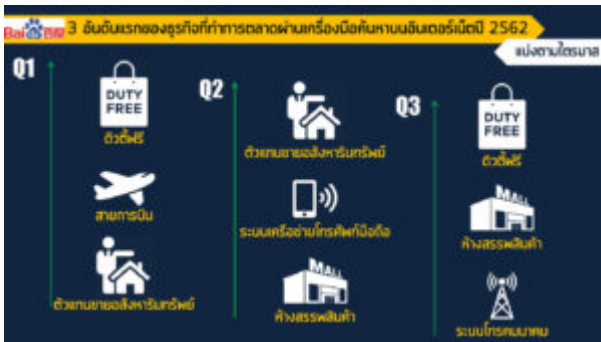 Bai 百度 3 อันดับแรกของธุรกิจที่ทำการตลาดผ่านเครื่องมือค้นหาบนอินเตอร์เน็ตปี 2562
แบ่งตามไตรมาส
Q1
DUTY
FREE
ดิวตี้ฟรี
สายการบิน
ตัวแทนขายอสังหาริมทรัพย์
Q2
ตัวแทนขายอสังหาริมทรัพย์
ระบบเครือข่ายโทรศัพท์มือถือ
MALL
ห้างสรรพสินค้า
Q3
DUTY
FREE
ดิวตี้ฟรี
MALL
ห้างสรรพสินค้า
ระบบโทรคมนาคม